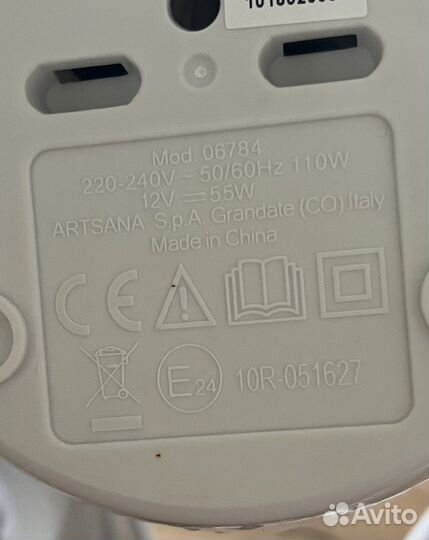 Mod. 06784
220-240V ~ 50/60Hz 110W
12V ⎓ 55W
ARTSANA S.p.A. Grandate (CO) Italy
Made in China
CE
E24 10R-051627
Avito